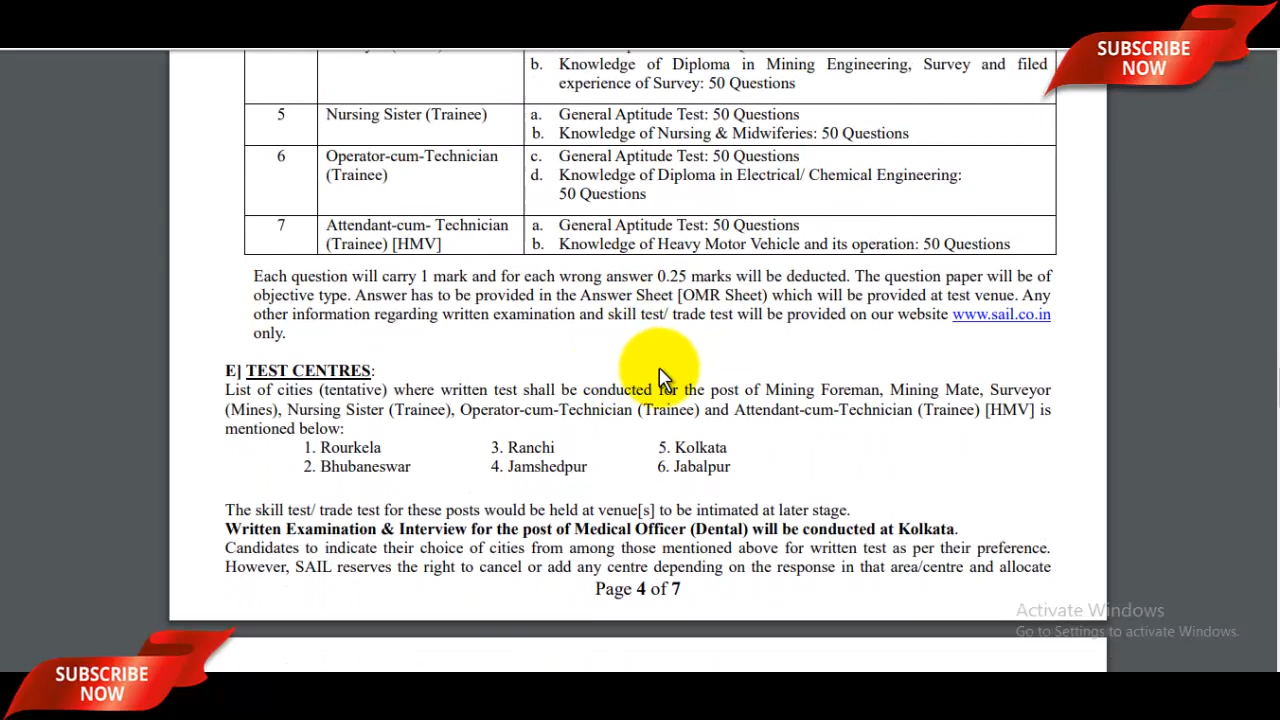 SUBSCRIBE
NOW
b. Knowledge of Diploma in Mining Engineering, Survey and filed
experience of Survey: 50 Questions
5 Nursing Sister (Trainee) a. General Aptitude Test: 50 Questions
b. Knowledge of Nursing & Midwiferies: 50 Questions
6 Operator-cum-Technician c. General Aptitude Test: 50 Questions
(Trainee) d. Knowledge of Diploma in Electrical/ Chemical Engineering:
50 Questions
7 Attendant-cum- Technician a. General Aptitude Test: 50 Questions
(Trainee) [HMV] b. Knowledge of Heavy Motor Vehicle and its operation: 50 Questions
Each question will carry 1 mark and for each wrong answer 0.25 marks will be deducted. The question paper will be of
objective type. Answer has to be provided in the Answer Sheet [OMR Sheet) which will be provided at test venue. Any
other information regarding written examination and skill test/ trade test will be provided on our website www.sail.co.in
only.
E] TEST CENTRES:
List of cities (tentative) where written test shall be conducted for the post of Mining Foreman, Mining Mate, Surveyor
(Mines), Nursing Sister (Trainee), Operator-cum-Technician (Trainee) and Attendant-cum-Technician (Trainee) [HMV] is
mentioned below:
1. Rourkela 3. Ranchi 5. Kolkata
2. Bhubaneswar 4. Jamshedpur 6. Jabalpur
The skill test/ trade test for these posts would be held at venue[s] to be intimated at later stage.
Written Examination & Interview for the post of Medical Officer (Dental) will be conducted at Kolkata.
Candidates to indicate their choice of cities from among those mentioned above for written test as per their preference.
However, SAIL reserves the right to cancel or add any centre depending on the response in that area/centre and allocate
Page 4 of 7
Activate Windows
Go to Settings to activate Windows.
SUBSCRIBE
NOW